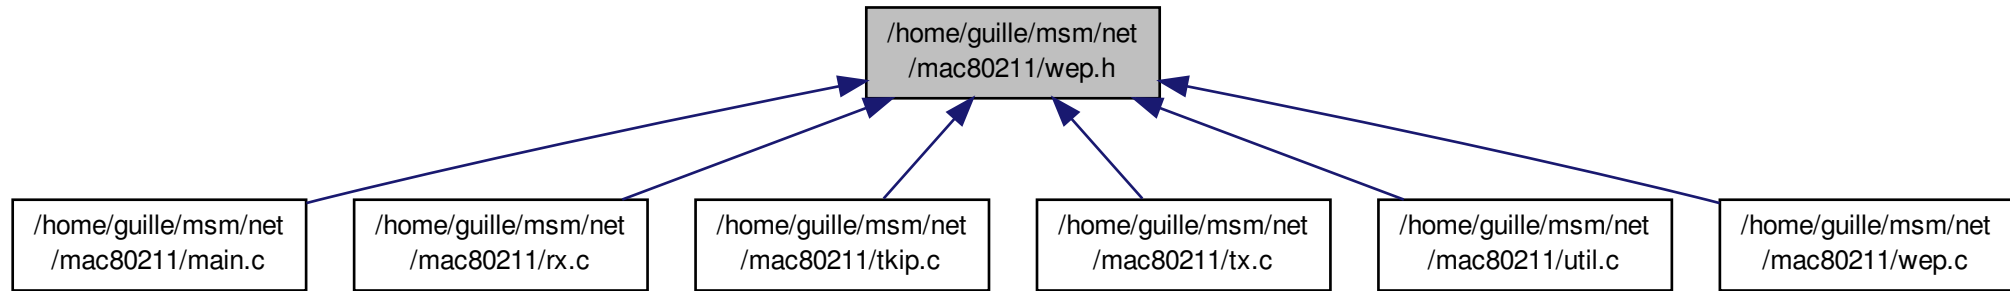 /home/guille/msm/net
/mac80211/wep.h
/home/guille/msm/net
/mac80211/main.c
/home/guille/msm/net
/mac80211/rx.c
/home/guille/msm/net
/mac80211/tkip.c
/home/guille/msm/net
/mac80211/tx.c
/home/guille/msm/net
/mac80211/util.c
/home/guille/msm/net
/mac80211/wep.c